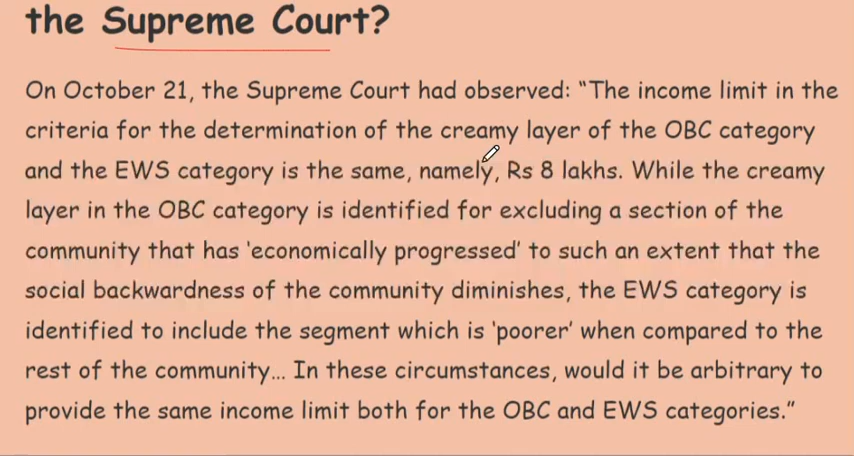 the Supreme Court?
On October 21, the Supreme Court had observed: “The income limit in the
criteria for the determination of the creamy layer of the OBC category
and the EWS category is the same, namely, Rs 8 lakhs. While the creamy
layer in the OBC category is identified for excluding a section of the
community that has ‘economically progressed’ to such an extent that the
social backwardness of the community diminishes, the EWS category is
identified to include the segment which is ‘poorer’ when compared to the
rest of the community... In these circumstances, would it be arbitrary to
provide the same income limit both for the OBC and EWS categories.”